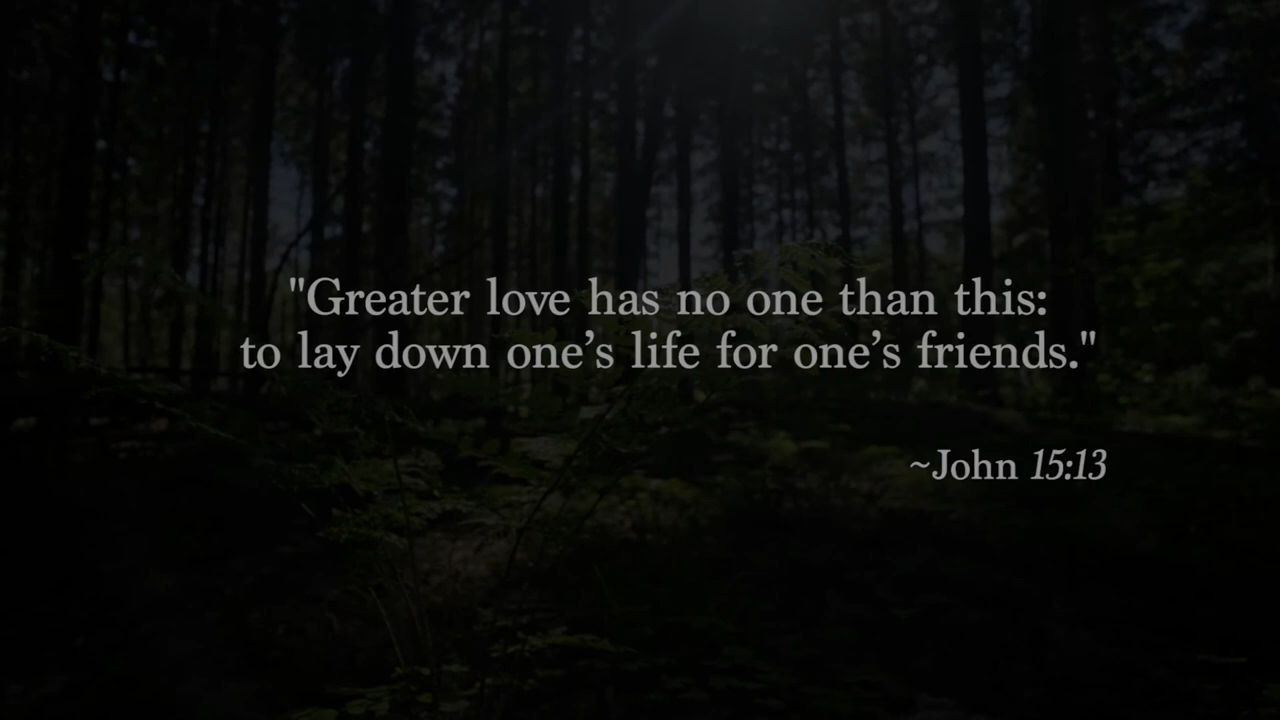 "Greater love has no one than this:
to lay down one’s life for one’s friends."
~John 15:13